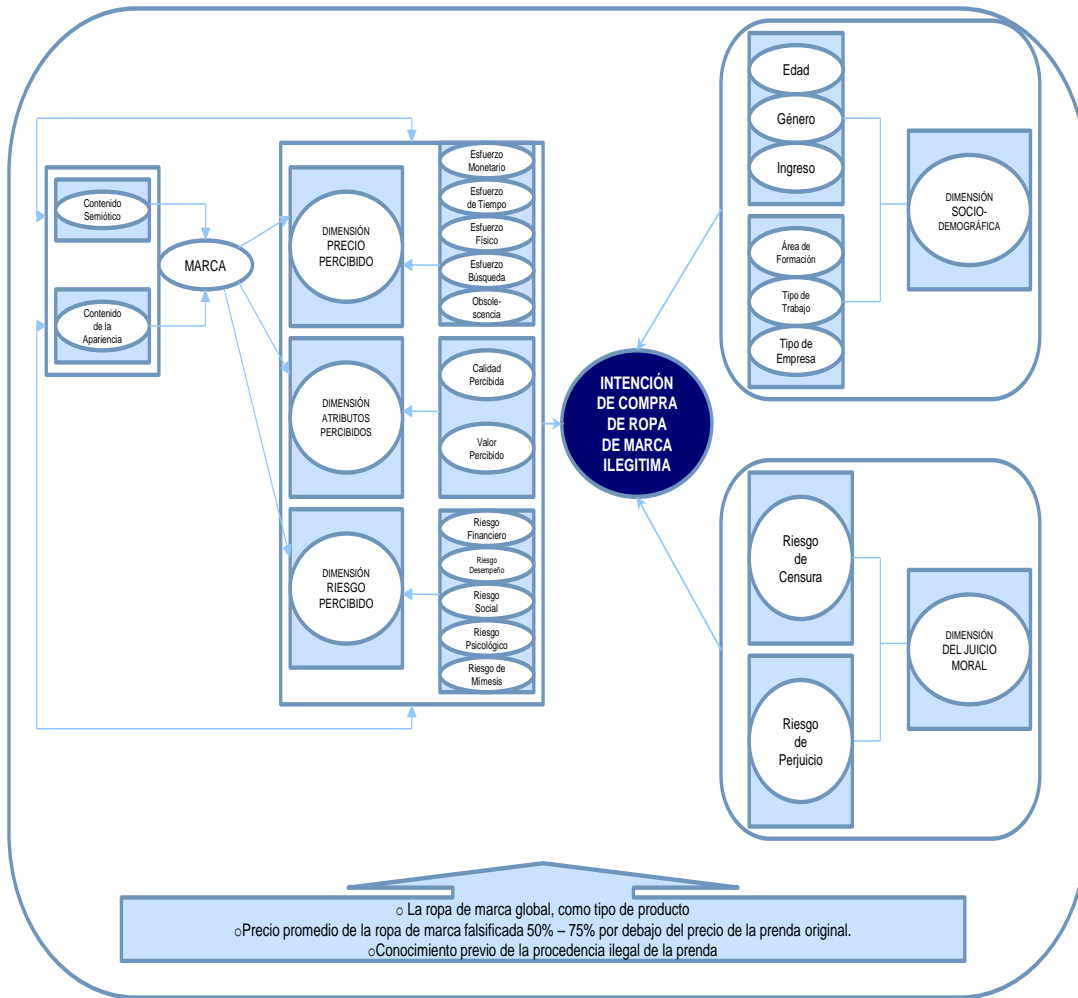 Contenido
Semiótico
Contenido
de la
Apariencia
MARCA
DIMENSIÓN
PRECIO
PERCIBIDO
DIMENSIÓN
ATRIBUTOS
PERCIBIDOS
DIMENSIÓN
RIESGO
PERCIBIDO
Esfuerzo
Monetario
Esfuerzo
de Tiempo
Esfuerzo
Físico
Esfuerzo
Búsqueda
Obsole-
scencia
Calidad
Percibida
Valor
Percibido
Riesgo
Financiero
Riesgo
Desempeño
Riesgo
Social
Riesgo
Psicológico
Riesgo de
Mímesis
INTENCIÓN
DE COMPRA
DE ROPA
DE MARCA
ILEGITIMA
Edad
Género
Ingreso
Área de
Formación
Tipo de
Trabajo
Tipo de
Empresa
DIMENSIÓN
SOCIO-
DEMOGRÁFICA
Riesgo
de
Censura
Riesgo
de
Perjuicio
DIMENSIÓN
DEL JUICIO
MORAL
○ La ropa de marca global, como tipo de producto
○Precio promedio de la ropa de marca falsificada 50% – 75% por debajo del precio de la prenda original.
○Conocimiento previo de la procedencia ilegal de la prenda